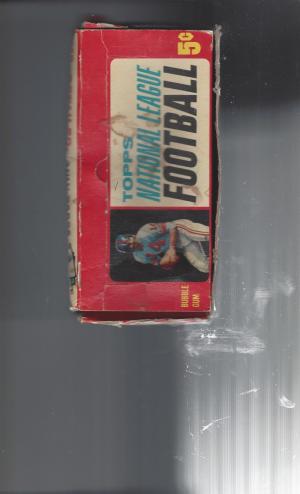 5¢
TOPPS
NATIONAL LEAGUE
FOOTBALL
BUBBLE
GUM